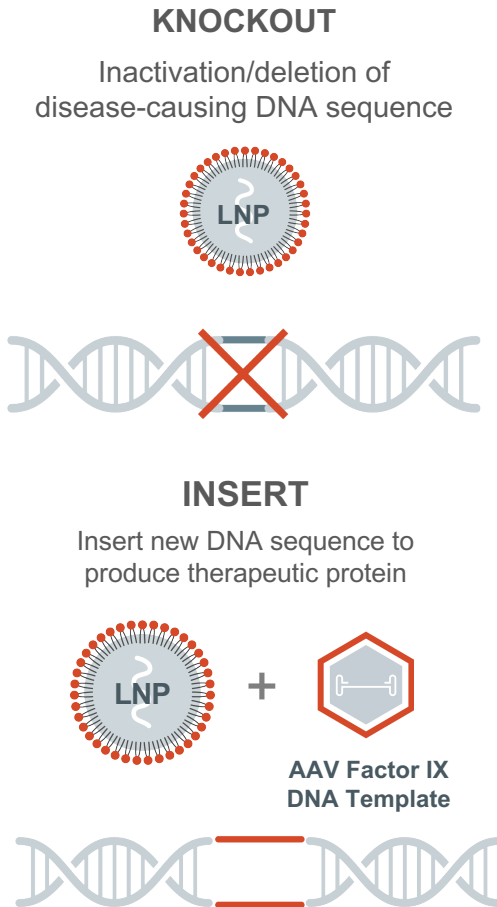 KNOCKOUT
Inactivation/deletion of
disease-causing DNA sequence
LNP
INSERT
Insert new DNA sequence to
produce therapeutic protein
LNP
+
AAV Factor IX
DNA Template